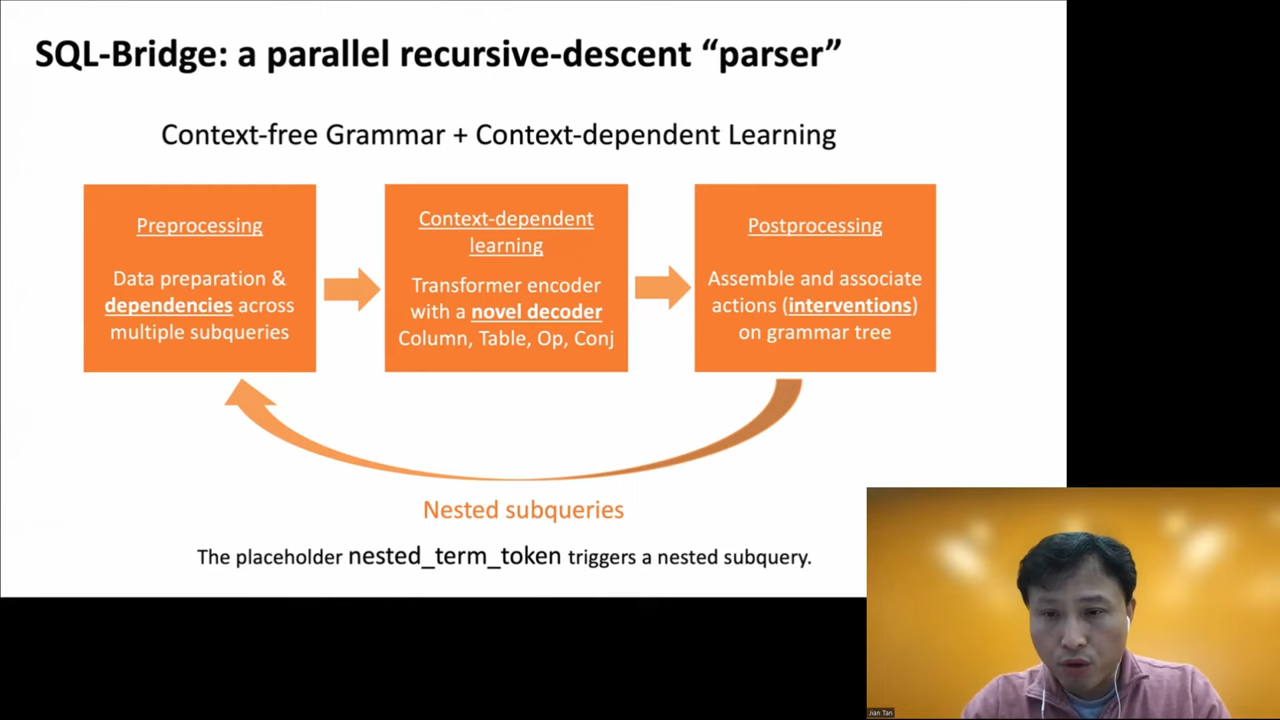 SQL-Bridge: a parallel recursive-descent “parser”
Context-free Grammar + Context-dependent Learning
Preprocessing
Data preparation &
dependencies across
multiple subqueries
Context-dependent
learning
Transformer encoder
with a novel decoder
Column, Table, Op, Conj
Postprocessing
Assemble and associate
actions (interventions)
on grammar tree
Nested subqueries
The placeholder nested_term_token triggers a nested subquery.
Jian Tan